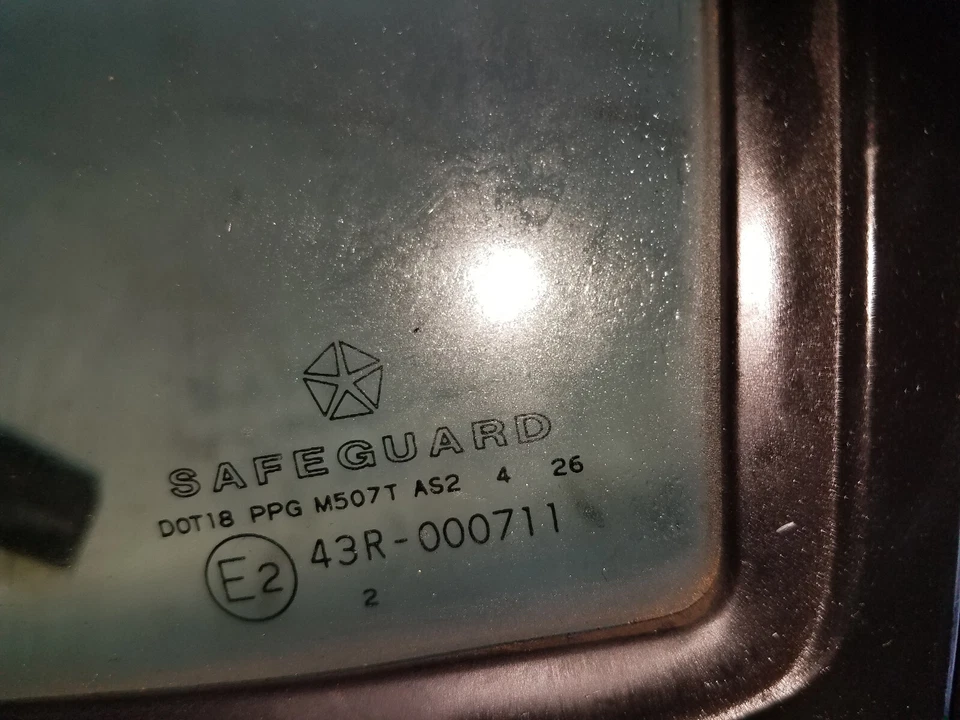 SAFEGUARD
DOT18 PPG M507T AS2 4 26
E2 43R-000711
2